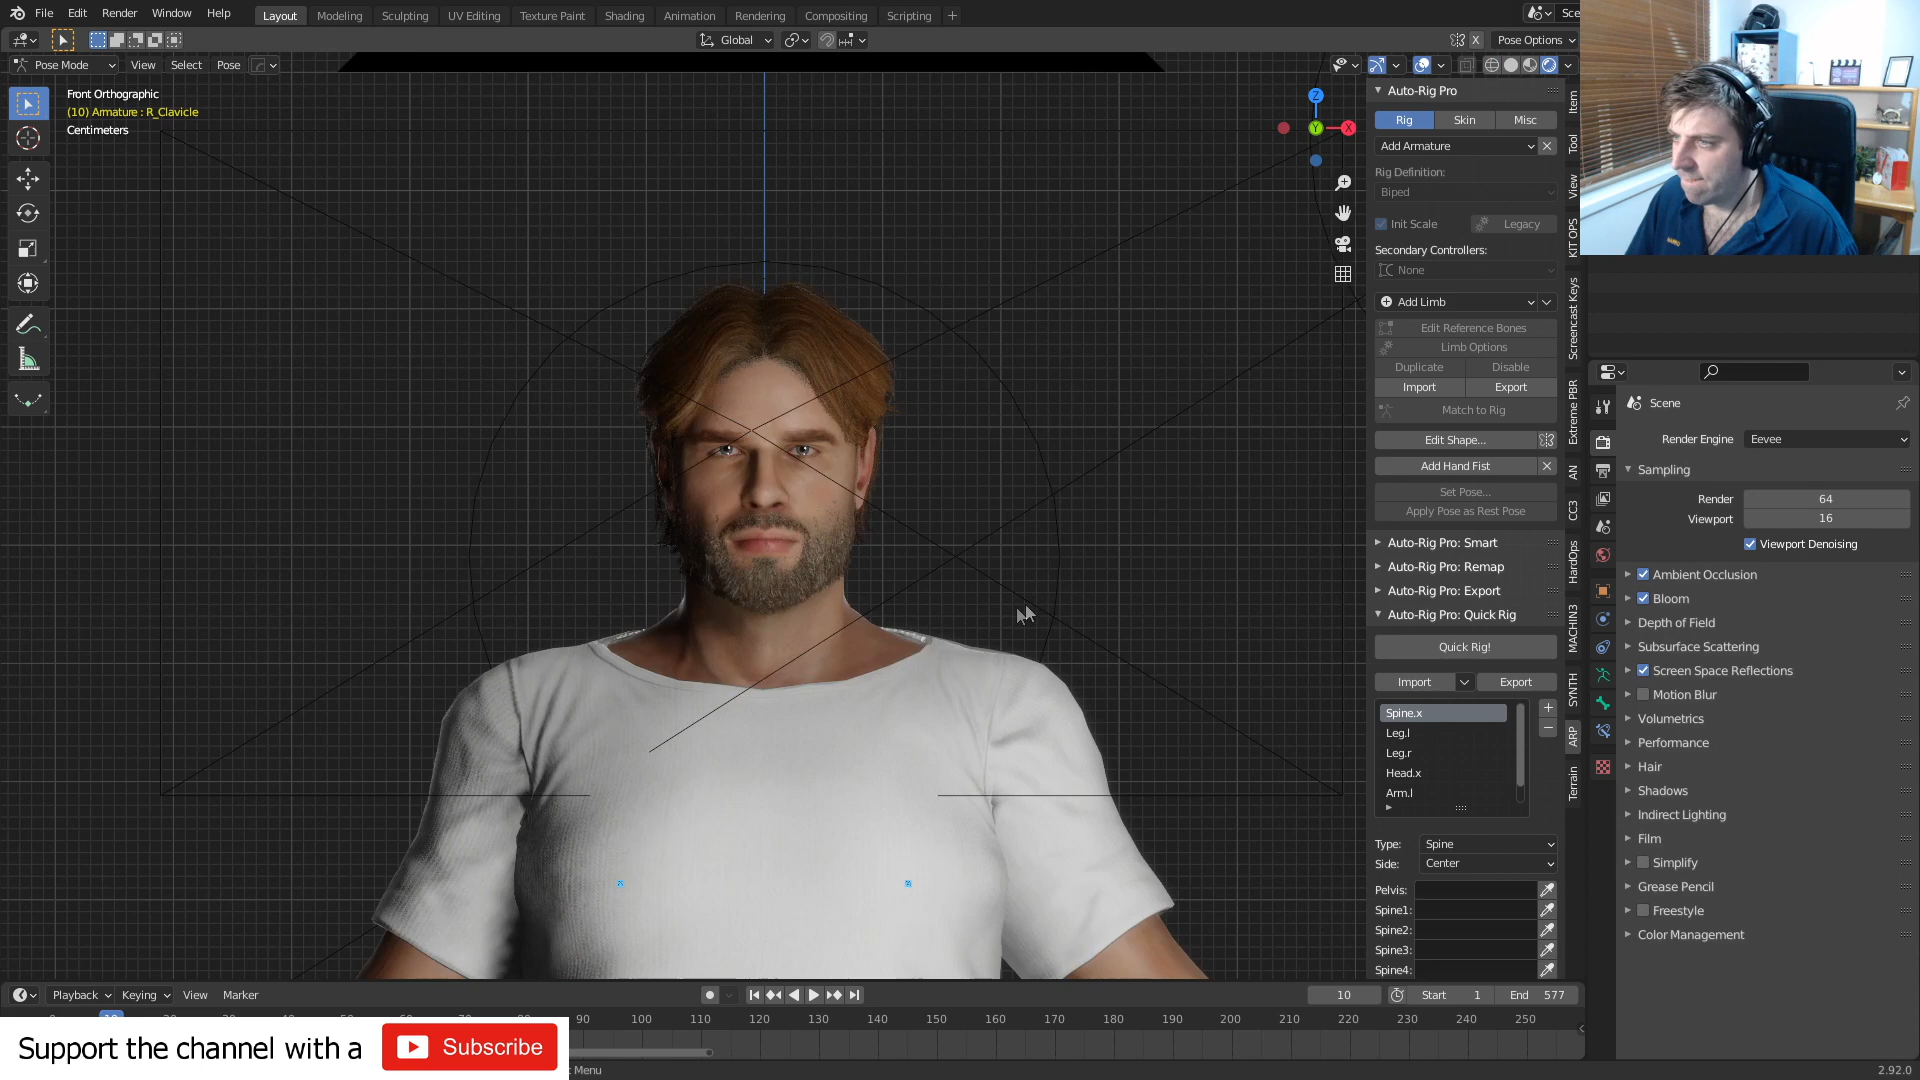 File Edit Render Window Help
Layout Modeling Sculpting UV Editing Texture Paint Shading Animation Rendering Compositing Scripting +
Sce
Global
X Pose Options
Pose Mode View Select Pose
Front Orthographic
(10) Armature : R_Clavicle
Centimeters
Z
Y
X
Auto-Rig Pro
Rig Skin Misc
Add Armature
Rig Definition:
Biped
Init Scale Legacy
Secondary Controllers:
None
Add Limb
Edit Reference Bones
Limb Options
Duplicate Disable
Import Export
Match to Rig
Edit Shape...
Add Hand Fist
Set Pose...
Apply Pose as Rest Pose
Auto-Rig Pro: Smart
Auto-Rig Pro: Remap
Auto-Rig Pro: Export
Auto-Rig Pro: Quick Rig
Quick Rig!
Import Export
Spine.x
Leg.l
Leg.r
Head.x
Arm.l
Type: Spine
Side: Center
Pelvis:
Spine1:
Spine2:
Spine3:
Spine4:
Item
Tool
View
KIT OPS
Screencast Keys
Extreme PBR
AN
CC3
HardOps
MACHIN3
SYNTH
ARP
Terrain
Scene
Render Engine Eevee
Sampling
Render 64
Viewport 16
Viewport Denoising
Ambient Occlusion
Bloom
Depth of Field
Subsurface Scattering
Screen Space Reflections
Motion Blur
Volumetrics
Performance
Hair
Shadows
Indirect Lighting
Film
Simplify
Grease Pencil
Freestyle
Color Management
Playback Keying View Marker
10 Start 1 End 577
90 100 110 120 130 140 150 160 170 180 190 200 210 220 230 240 250
Support the channel with a Subscribe
t Menu
2.92.0